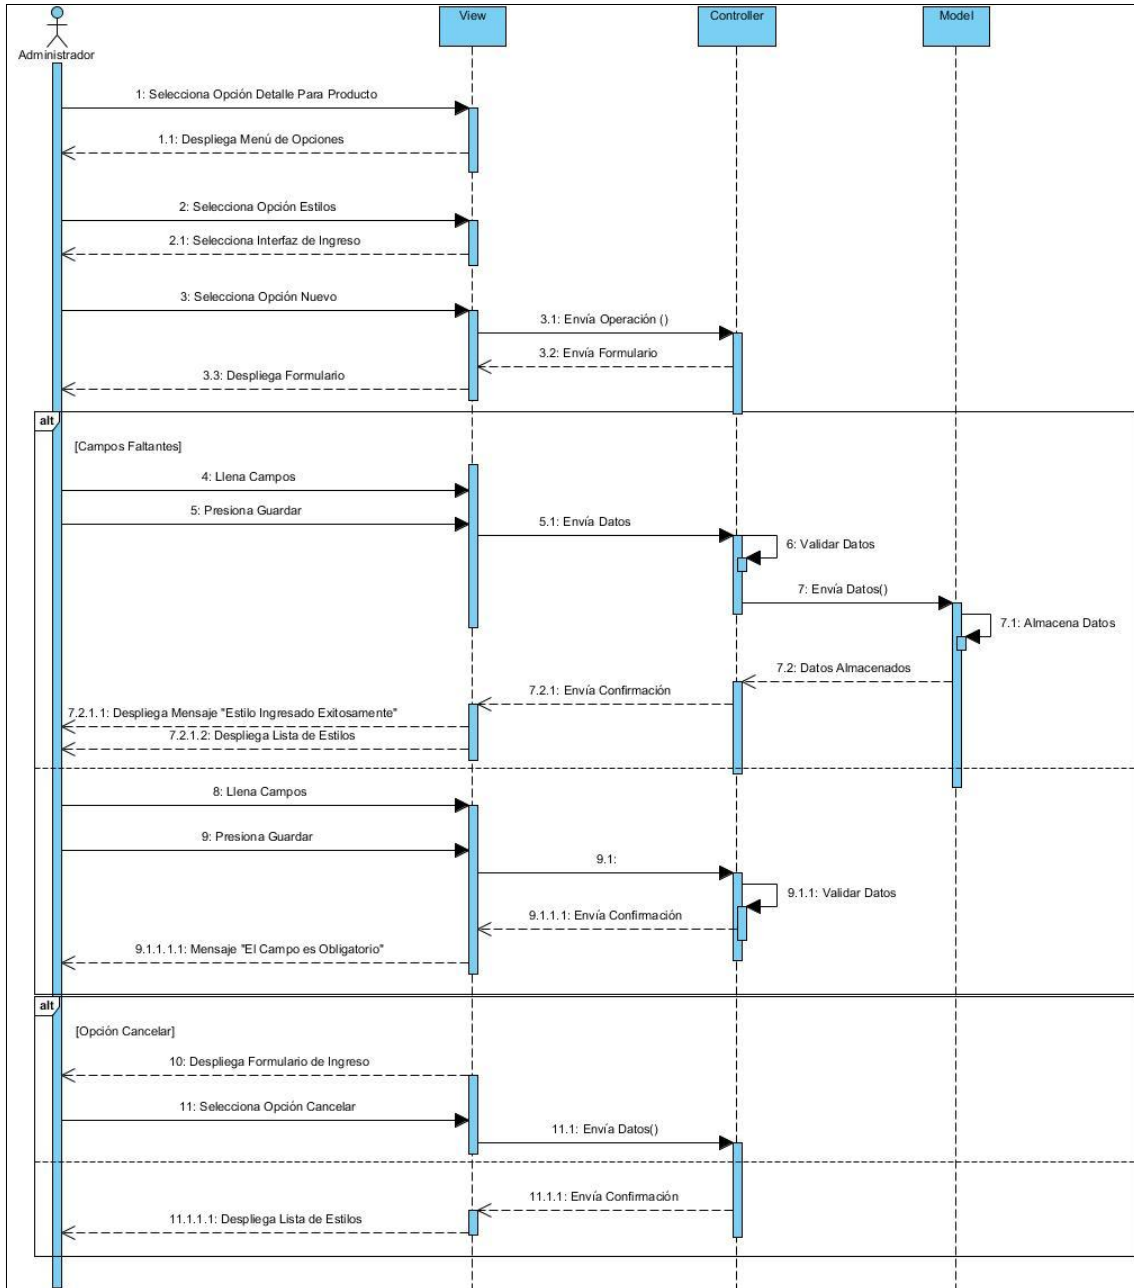 View
Controller
Model
Administrador
1: Selecciona Opción Detalle Para Producto
1.1: Despliega Menú de Opciones
2: Selecciona Opción Estilos
2.1: Selecciona Interfaz de Ingreso
3: Selecciona Opción Nuevo
3.1: Envía Operación ()
3.2: Envía Formulario
3.3: Despliega Formulario
alt
[Campos Faltantes]
4: Llena Campos
5: Presiona Guardar
5.1: Envía Datos
6: Validar Datos
7: Envía Datos()
7.1: Almacena Datos
7.2: Datos Almacenados
7.2.1: Envía Confirmación
7.2.1.1: Despliega Mensaje "Estilo Ingresado Exitosamente"
7.2.1.2: Despliega Lista de Estilos
8: Llena Campos
9: Presiona Guardar
9.1:
9.1.1: Validar Datos
9.1.1.1: Envía Confirmación
9.1.1.1.1: Mensaje "El Campo es Obligatorio"
alt
[Opción Cancelar]
10: Despliega Formulario de Ingreso
11: Selecciona Opción Cancelar
11.1: Envía Datos()
11.1.1: Envía Confirmación
11.1.1.1: Despliega Lista de Estilos